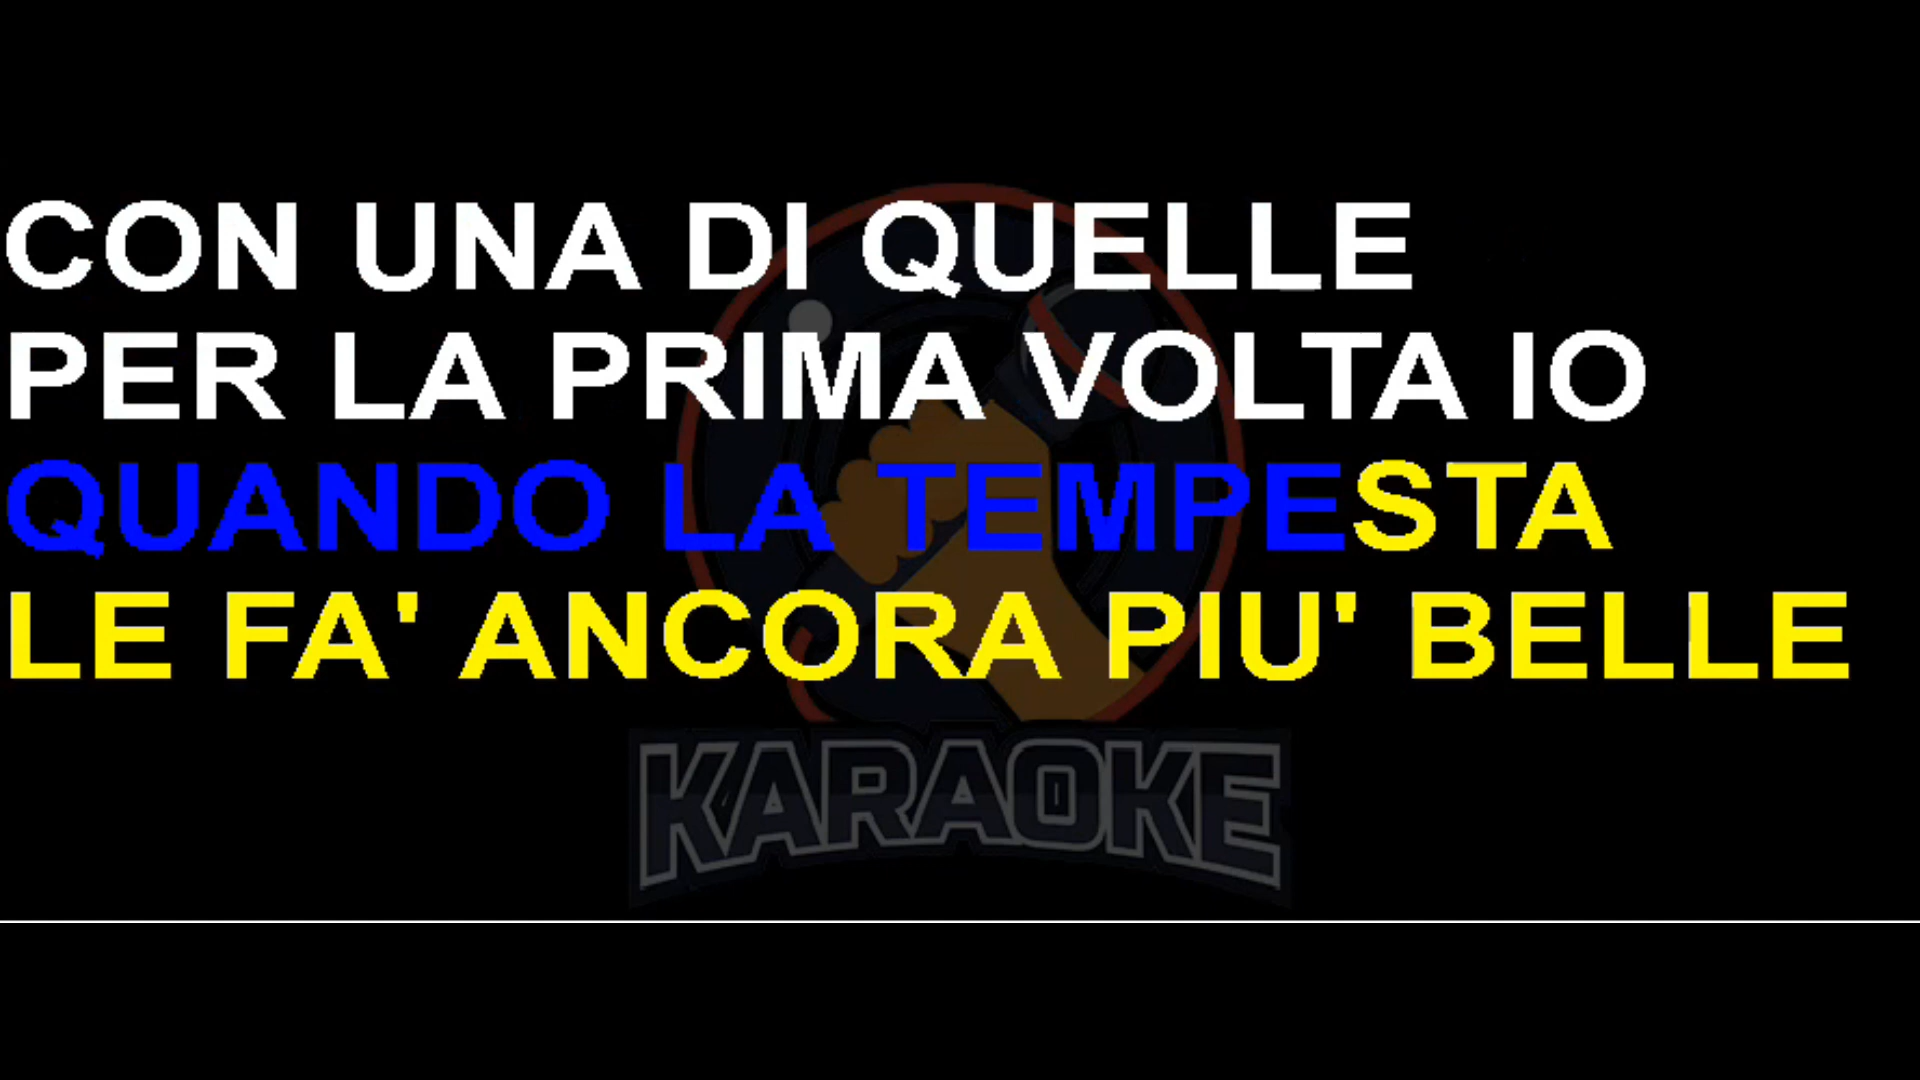 CON UNA DI QUELLE
PER LA PRIMA VOLTA IO
QUANDO LA TEMPESTA
LE FA' ANCORA PIU' BELLE
KARAOKE